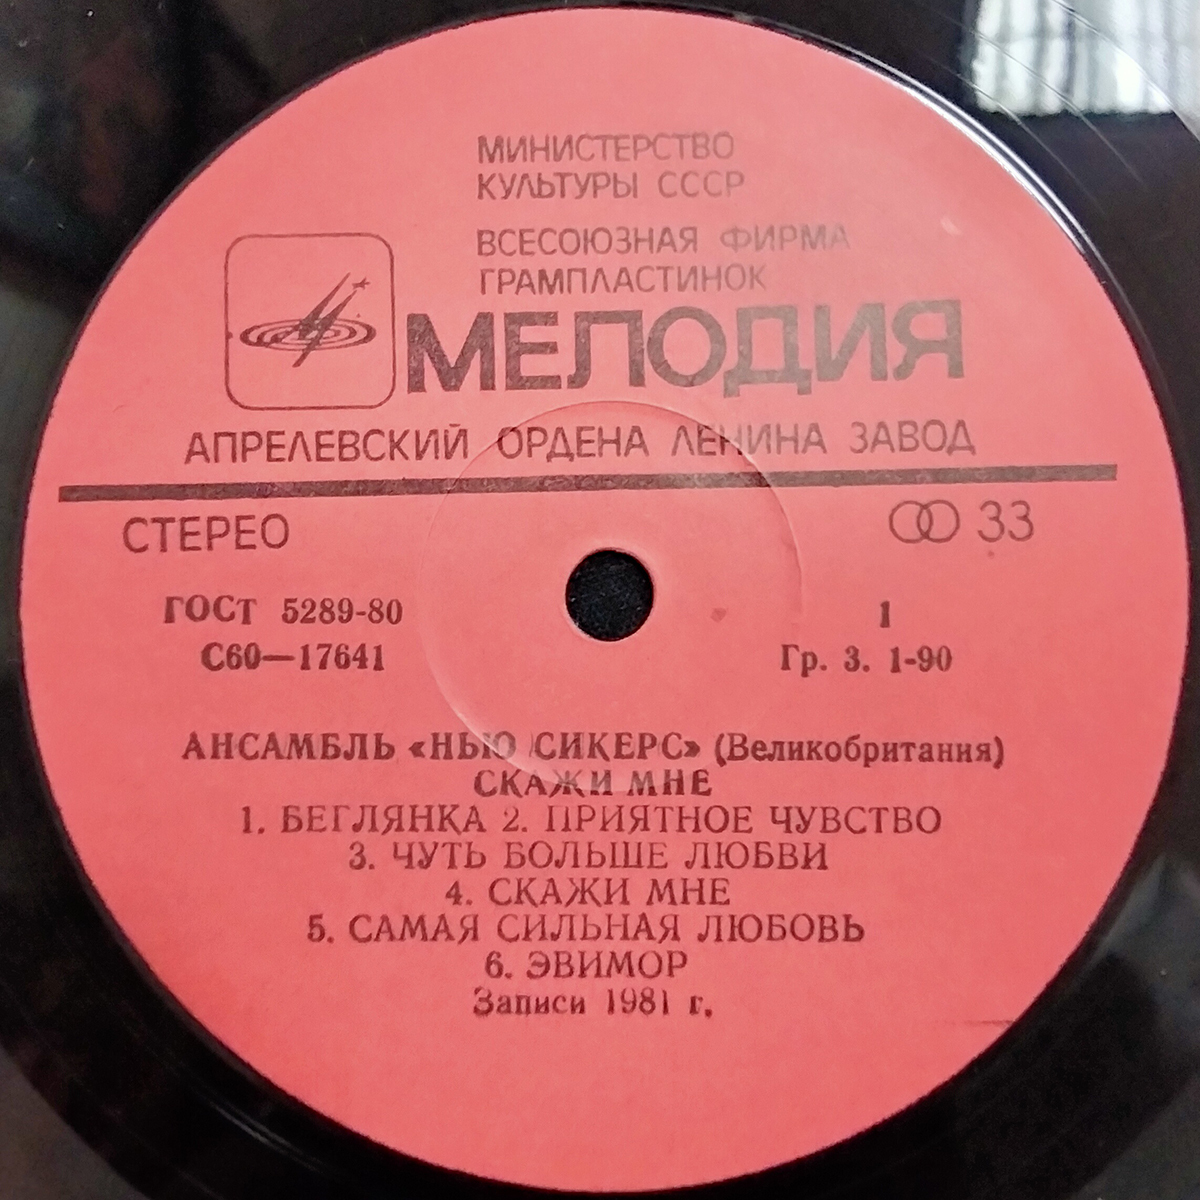 МИНИСТЕРСТВО
КУЛЬТУРЫ СССР
ВСЕСОЮЗНАЯ ФИРМА
ГРАМПЛАСТИНОК
МЕЛОДИЯ
АПРЕЛЕВСКИЙ ОРДЕНА ЛЕНИНА ЗАВОД
СТЕРЕО 33
ГОСТ 5289-80 1
С60—17641 Гр. 3. 1-90
АНСАМБЛЬ «НЬЮ СИКЕРС» (Великобритания)
СКАЖИ МНЕ
1. БЕГЛЯНКА 2. ПРИЯТНОЕ ЧУВСТВО
3. ЧУТЬ БОЛЬШЕ ЛЮБВИ
4. СКАЖИ МНЕ
5. САМАЯ СИЛЬНАЯ ЛЮБОВЬ
6. ЭВИМОР
Записи 1981 г.